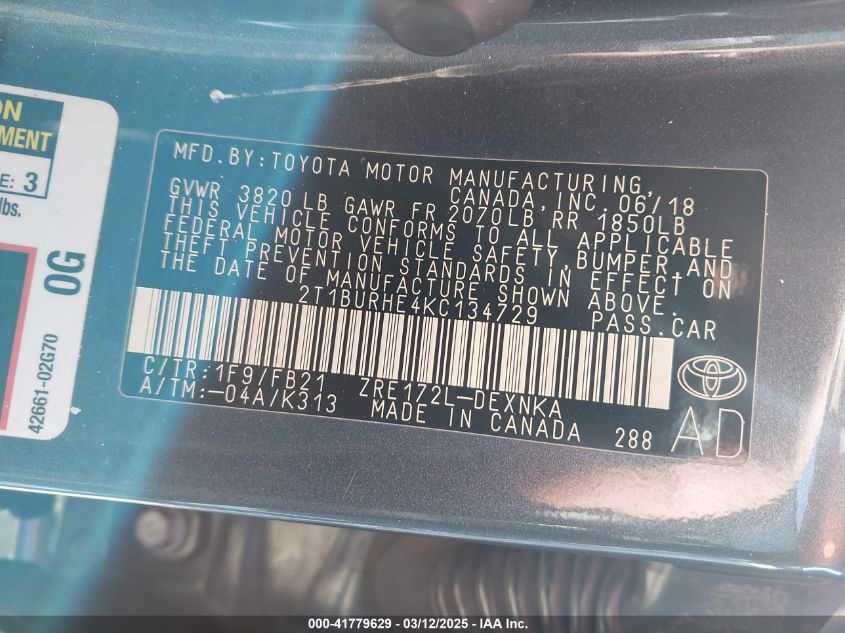 ON
MENT
E: 3
lbs.
0G
42661-02G70
MFD. BY: TOYOTA MOTOR MANUFACTURING,
CANADA, INC. 06/18
GVWR 3820 LB GAWR FR 2070LB RR 1850LB
THIS VEHICLE CONFORMS TO ALL APPLICABLE
FEDERAL MOTOR VEHICLE SAFETY, BUMPER, AND
THEFT PREVENTION STANDARDS IN EFFECT ON
THE DATE OF MANUFACTURE SHOWN ABOVE.
2T1BURHE4KC134729 PASS. CAR
C/TR: 1F9/FB21 ZRE172L-DEXNKA
A/TM: -04A/K313 MADE IN CANADA 288
AD
000-41779629 - 03/12/2025 - IAA Inc.